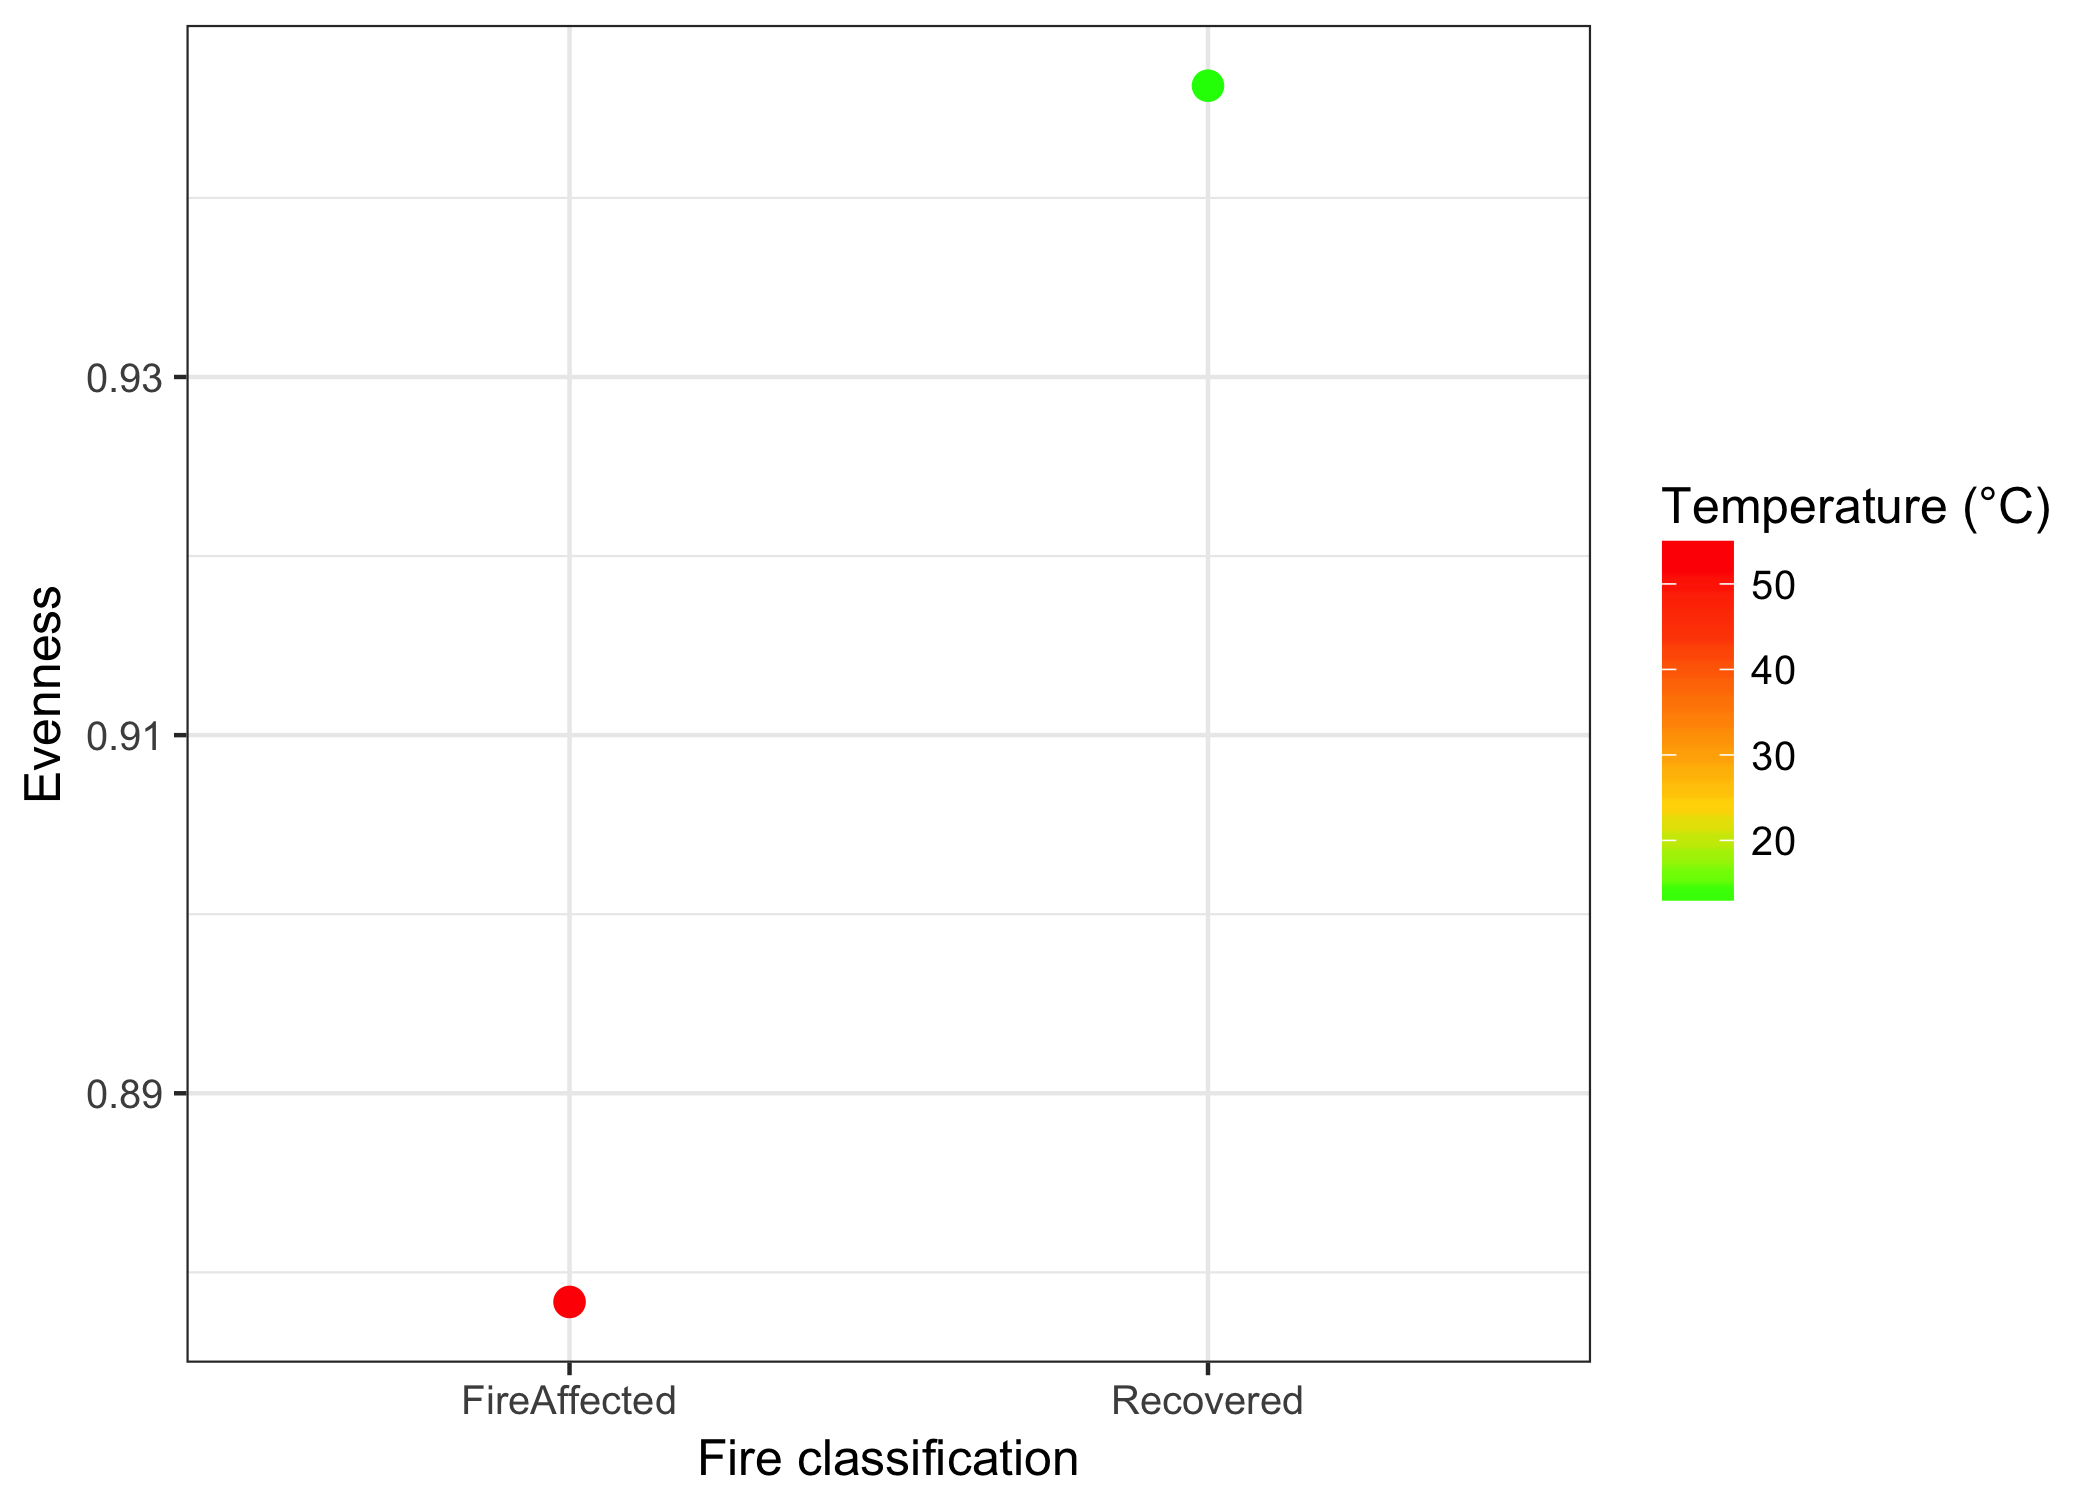 0.93
0.91
0.89
Evenness
FireAffected
Recovered
Fire classification
Temperature (°C)
50
40
30
20